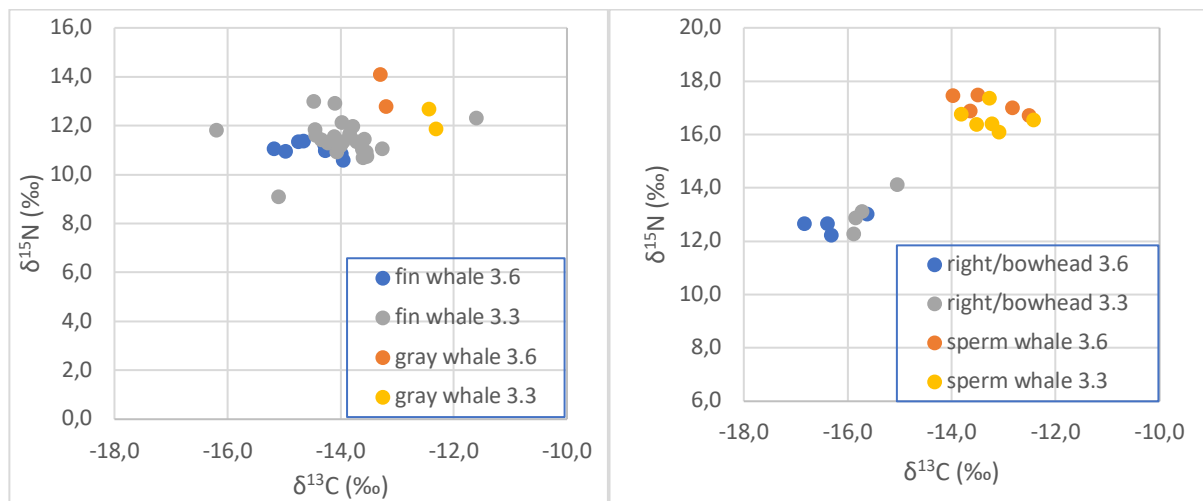 16,0
14,0
12,0
10,0
8,0
6,0
4,0
2,0
0,0
δ¹⁵N (‰)
-18,0 -16,0 -14,0 -12,0 -10,0
δ¹³C (‰)
fin whale 3.6
fin whale 3.3
gray whale 3.6
gray whale 3.3
20,0
18,0
16,0
14,0
12,0
10,0
8,0
6,0
δ¹⁵N (‰)
-18,0 -16,0 -14,0 -12,0 -10,0
δ¹³C (‰)
right/bowhead 3.6
right/bowhead 3.3
sperm whale 3.6
sperm whale 3.3